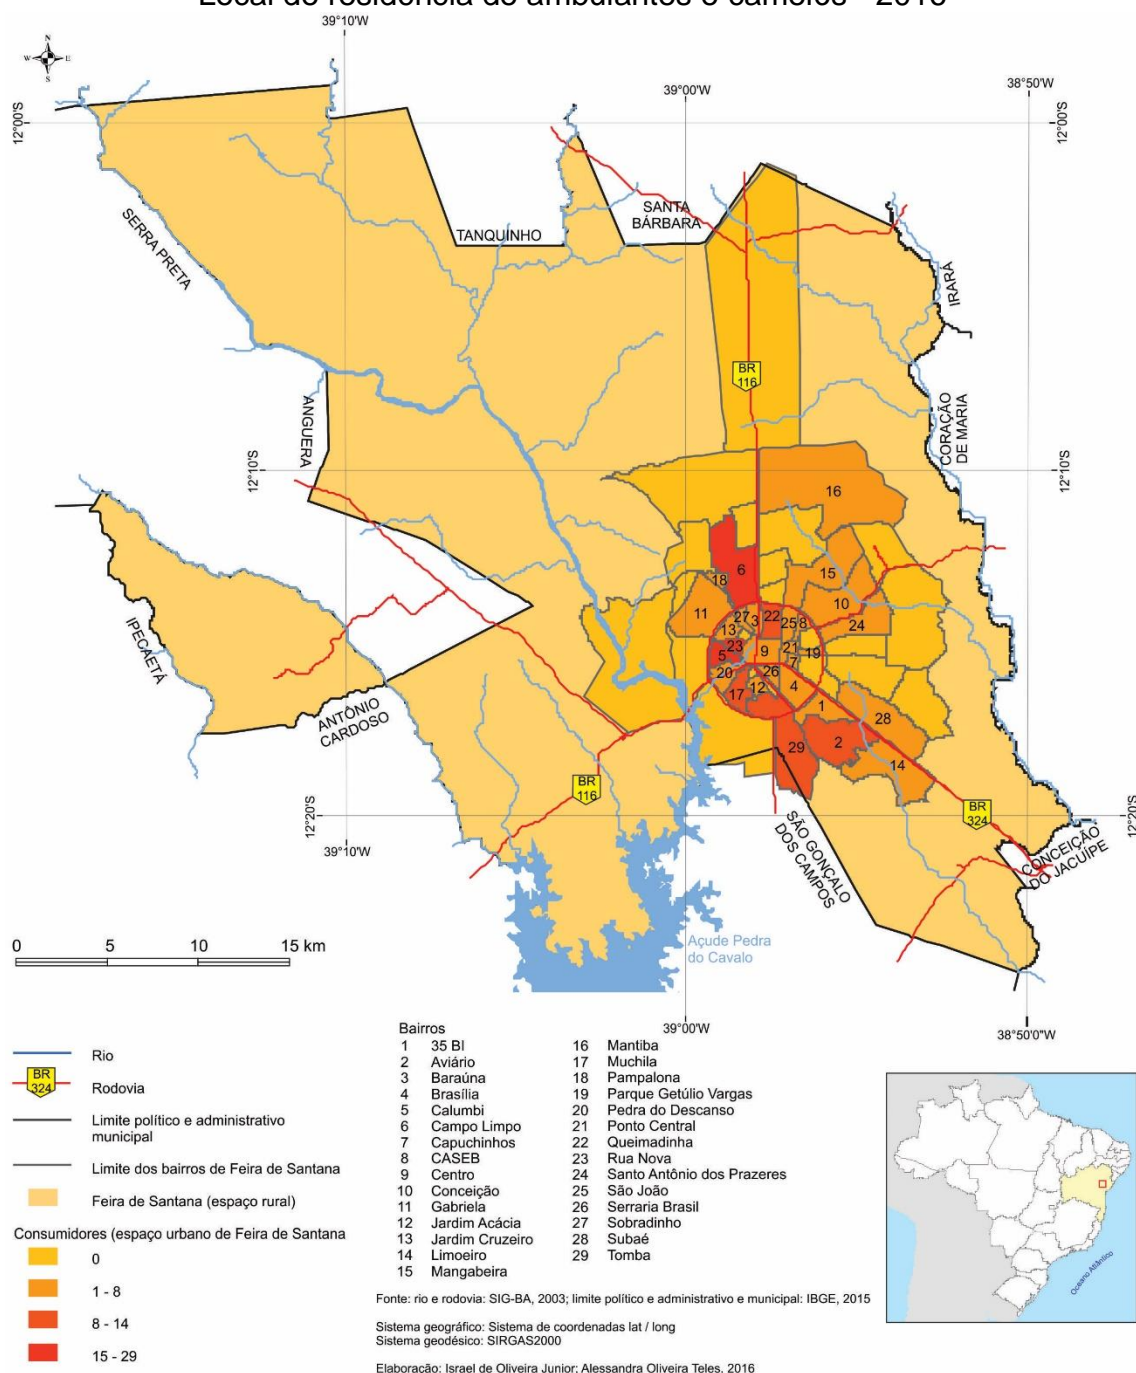 Local de residência de ambulantes e camelôs - 2016
39°10'W
39°00'W
38°50'0"W
12°00'S
12°00'S
N
W E
S
SERRA PRETA
TANQUINHO
SANTA
BÁRBARA
IRARÁ
BR
116
ANGUERA
CORAÇÃO
DE MARIA
12°10'S
12°10'S
16
6
18
15
11
10
27
3
22
25
8
24
13
23
9
21
19
5
7
20
26
17
12
4
1
28
29
2
14
IPECAETÁ
ANTÔNIO
CARDOSO
BR
116
BR
324
12°20'S
12°20'S
39°10'W
SÃO GONÇALO
DOS CAMPOS
CONCEIÇÃO
DO JACUÍPE
0 5 10 15 km
Açude Pedra
do Cavalo
39°00'W
38°50'0"W
Rio
BR
324
Rodovia
Limite político e administrativo
municipal
Limite dos bairros de Feira de Santana
Feira de Santana (espaço rural)
Consumidores (espaço urbano de Feira de Santana
0
1 - 8
8 - 14
15 - 29
Bairros
1 35 BI
2 Aviário
3 Baraúna
4 Brasília
5 Calumbi
6 Campo Limpo
7 Capuchinhos
8 CASEB
9 Centro
10 Conceição
11 Gabriela
12 Jardim Acácia
13 Jardim Cruzeiro
14 Limoeiro
15 Mangabeira
16 Mantiba
17 Muchila
18 Pampalona
19 Parque Getúlio Vargas
20 Pedra do Descanso
21 Ponto Central
22 Queimadinha
23 Rua Nova
24 Santo Antônio dos Prazeres
25 São João
26 Serraria Brasil
27 Sobradinho
28 Subaé
29 Tomba
Fonte: rio e rodovia: SIG-BA, 2003; limite político e administrativo e municipal: IBGE, 2015
Sistema geográfico: Sistema de coordenadas lat / long
Sistema geodésico: SIRGAS2000
Elaboração: Israel de Oliveira Junior; Alessandra Oliveira Teles, 2016
Oceano Atlântico